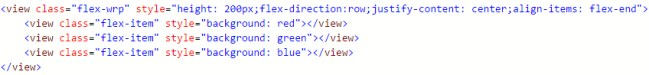 <view class="flex-wrp" style="height: 200px;flex-direction:row;justify-content: center;align-items: flex-end">
    <view class="flex-item" style="background: red"></view>
    <view class="flex-item" style="background: green"></view>
    <view class="flex-item" style="background: blue"></view>
</view>